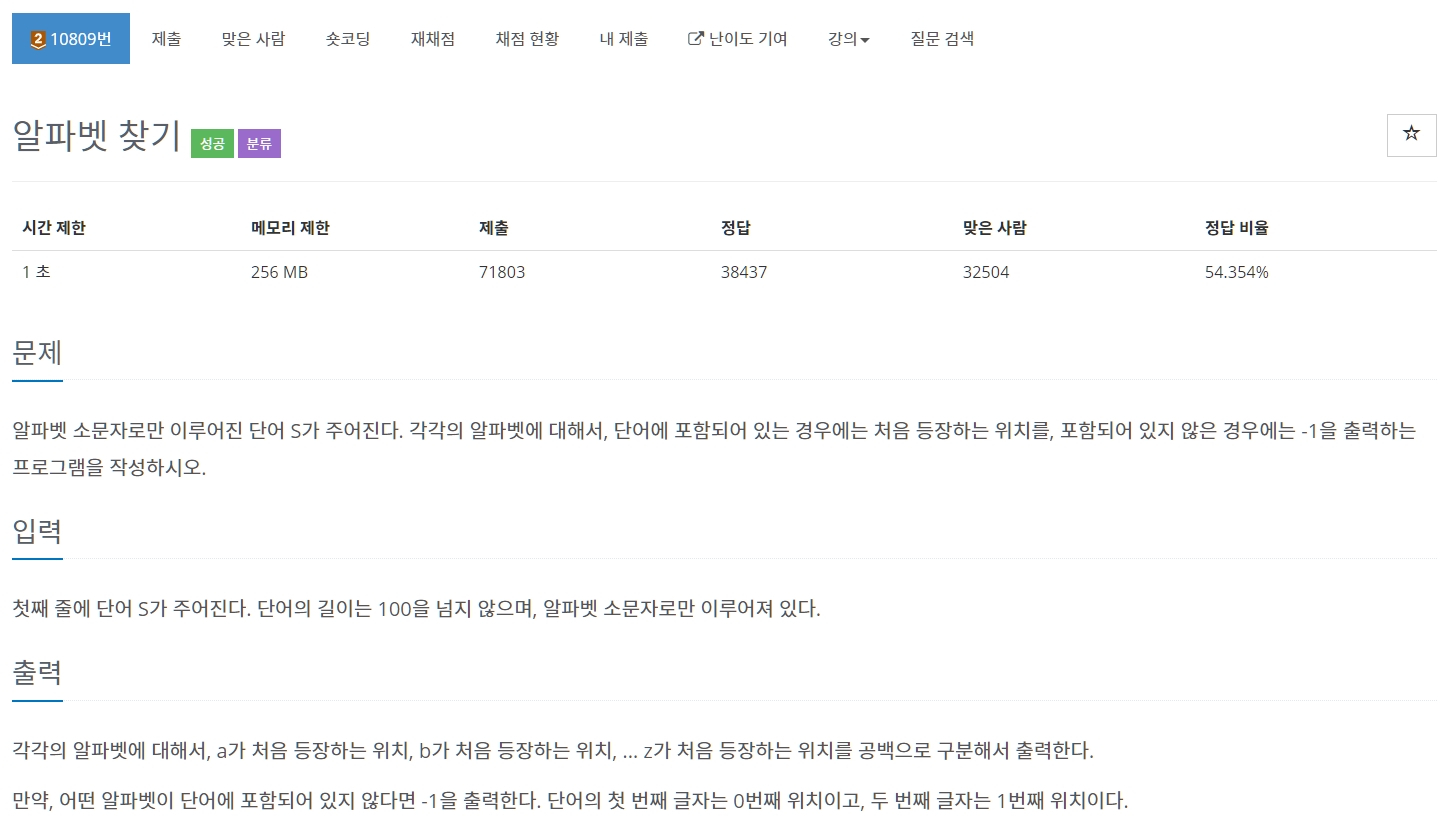 2 10809번 제출 맞은 사람 숏코딩 재채점 채점 현황 내 제출 난이도 기여 강의 질문 검색
알파벳 찾기 성공 분류
시간 제한 메모리 제한 제출 정답 맞은 사람 정답 비율
1 초 256 MB 71803 38437 32504 54.354%
문제
알파벳 소문자로만 이루어진 단어 S가 주어진다. 각각의 알파벳에 대해서, 단어에 포함되어 있는 경우에는 처음 등장하는 위치를, 포함되어 있지 않은 경우에는 -1을 출력하는
프로그램을 작성하시오.
입력
첫째 줄에 단어 S가 주어진다. 단어의 길이는 100을 넘지 않으며, 알파벳 소문자로만 이루어져 있다.
출력
각각의 알파벳에 대해서, a가 처음 등장하는 위치, b가 처음 등장하는 위치, ... z가 처음 등장하는 위치를 공백으로 구분해서 출력한다.
만약, 어떤 알파벳이 단어에 포함되어 있지 않다면 -1을 출력한다. 단어의 첫 번째 글자는 0번째 위치이고, 두 번째 글자는 1번째 위치이다.